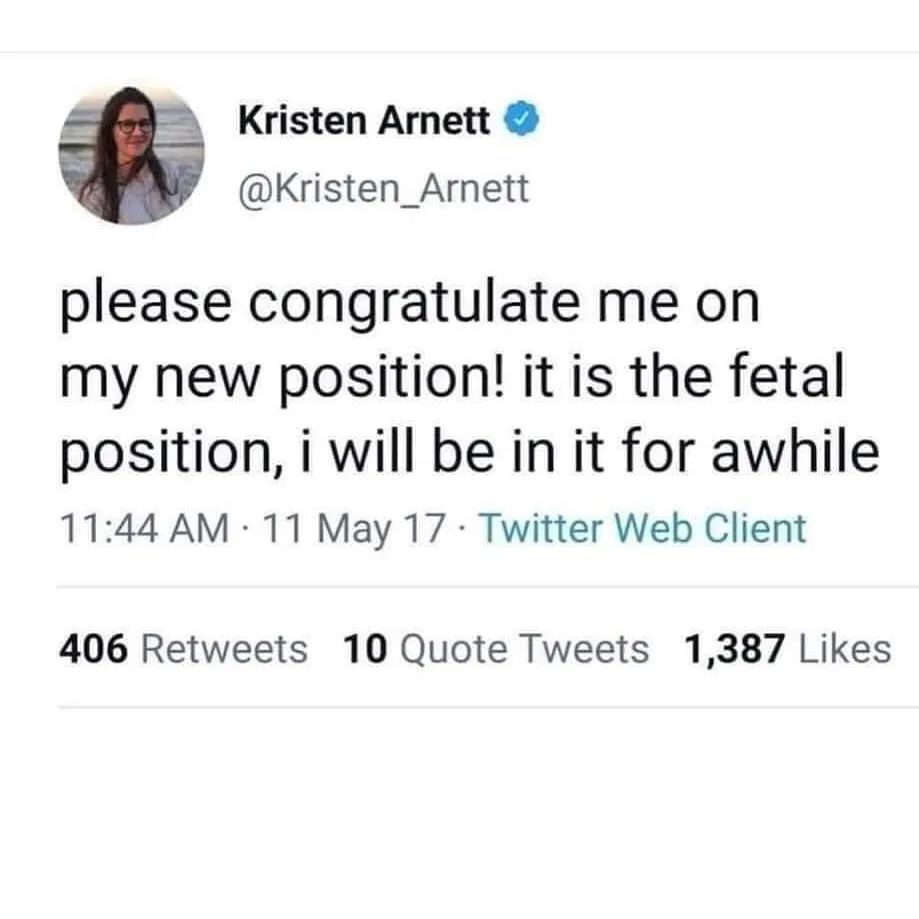 Kristen Arnett
@Kristen_Arnett
please congratulate me on
my new position! it is the fetal
position, i will be in it for awhile
11:44 AM · 11 May 17 · Twitter Web Client
406 Retweets 10 Quote Tweets 1,387 Likes